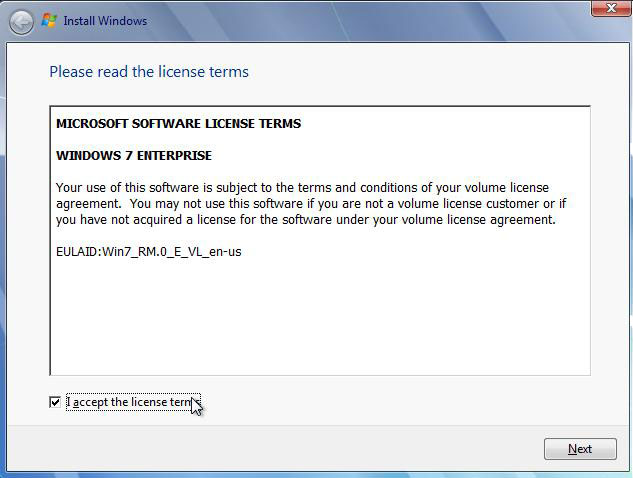 Install Windows
Please read the license terms
MICROSOFT SOFTWARE LICENSE TERMS
WINDOWS 7 ENTERPRISE
Your use of this software is subject to the terms and conditions of your volume license
agreement.  You may not use this software if you are not a volume license customer or if
you have not acquired a license for the software under your volume license agreement.
EULAID:Win7_RM.0_E_VL_en-us
I accept the license terms
Next